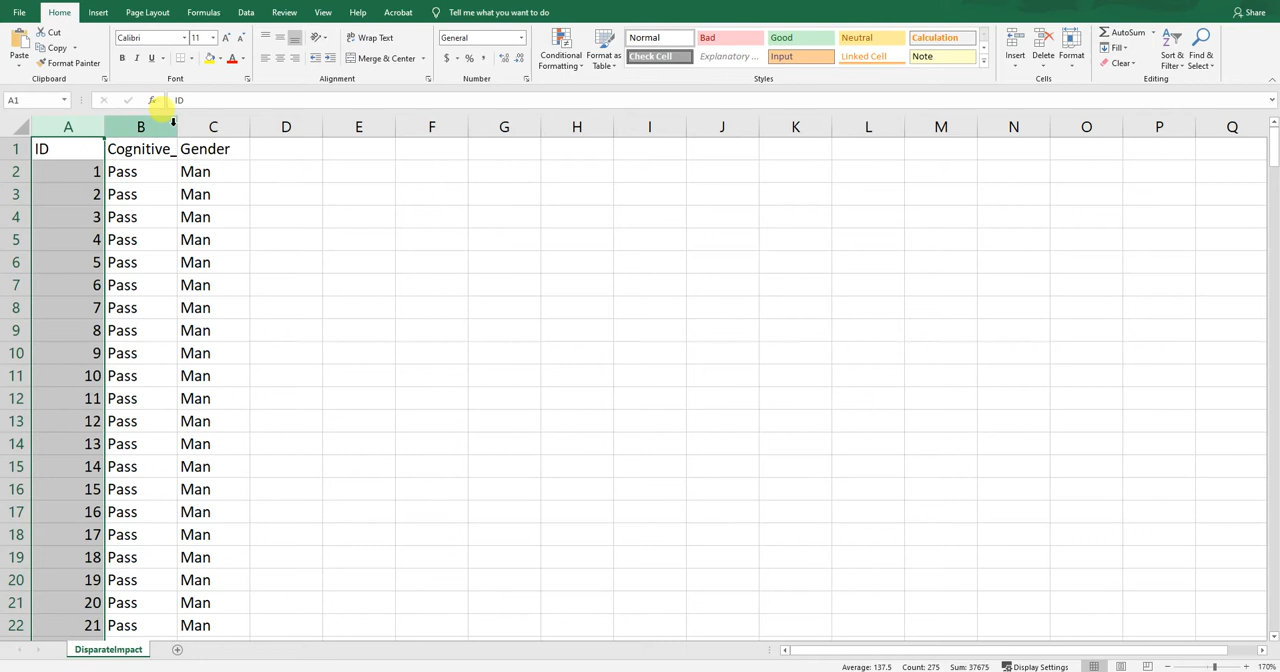 File Home Insert Page Layout Formulas Data Review View Help Acrobat Tell me what you want to do Share
Paste Cut Copy Format Painter Clipboard
Calibri 11 A A B I U A Font
Wrap Text Merge & Center Alignment
General $ % , Number
Conditional Formatting Format as Table Normal Bad Good Neutral Calculation
Check Cell Explanatory ... Input Linked Cell Note Styles
Insert Delete Format Cells
AutoSum Fill Clear Sort & Filter Find & Select Editing
A1 fx ID
A B C D E F G H I J K L M N O P Q
1 ID Cognitive_ Gender
2 1 Pass Man
3 2 Pass Man
4 3 Pass Man
5 4 Pass Man
6 5 Pass Man
7 6 Pass Man
8 7 Pass Man
9 8 Pass Man
10 9 Pass Man
11 10 Pass Man
12 11 Pass Man
13 12 Pass Man
14 13 Pass Man
15 14 Pass Man
16 15 Pass Man
17 16 Pass Man
18 17 Pass Man
19 18 Pass Man
20 19 Pass Man
21 20 Pass Man
22 21 Pass Man
DisparateImpact
Average: 137.5 Count: 275 Sum: 37675 Display Settings 170%